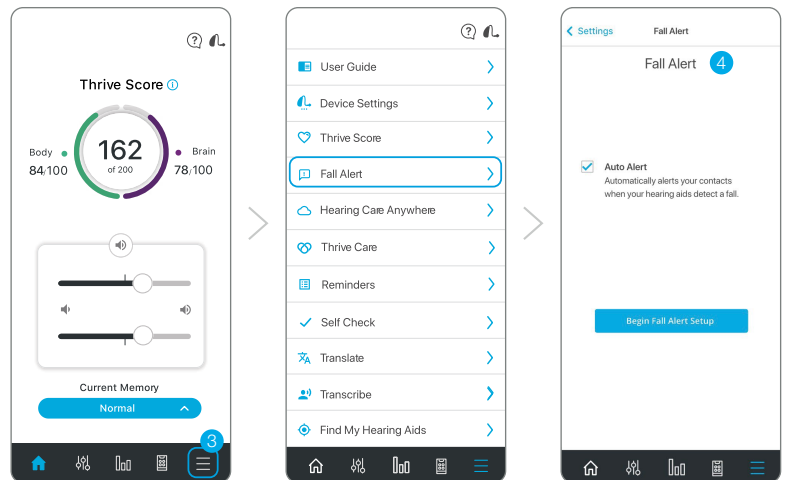 Thrive Score
Body
84/100
162
of 200
Brain
78/100
Current Memory
Normal
3
User Guide
Device Settings
Thrive Score
Fall Alert
Hearing Care Anywhere
Thrive Care
Reminders
Self Check
Translate
Transcribe
Find My Hearing Aids
Settings
Fall Alert
Fall Alert 4
Auto Alert
Automatically alerts your contacts
when your hearing aids detect a fall.
Begin Fall Alert Setup